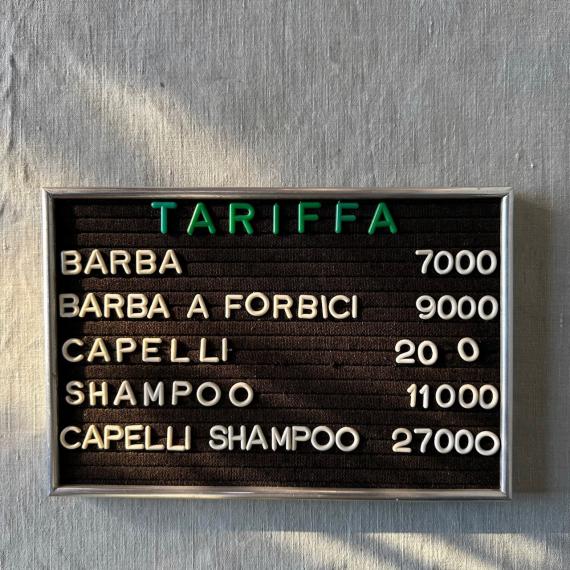 TARIFFA
BARBA 7000
BARBA A FORBICI 9000
CAPELLI 20 0
SHAMPOO 11000
CAPELLI SHAMPOO 27000